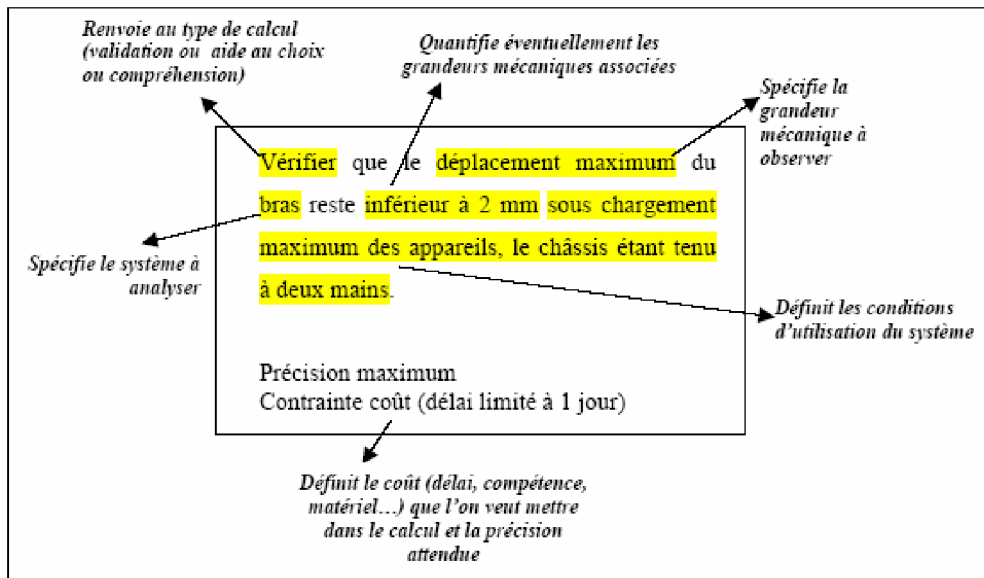 Renvoie au type de calcul
(validation ou aide au choix
ou compréhension)
Quantifie éventuellement les
grandeurs mécaniques associées
Spécifie la
grandeur
mécanique à
observer
Vérifier que le déplacement maximum du
bras reste inférieur à 2 mm sous chargement
maximum des appareils, le châssis étant tenu
à deux mains.
Spécifie le système à
analyser
Définit les conditions
d'utilisation du système
Précision maximum
Contrainte coût (délai limité à 1 jour)
Définit le coût (délai, compétence,
matériel…) que l'on veut mettre
dans le calcul et la précision
attendue